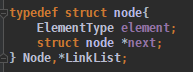 typedef struct node{
    ElementType element;
    struct node *next;
} Node,*LinkList;